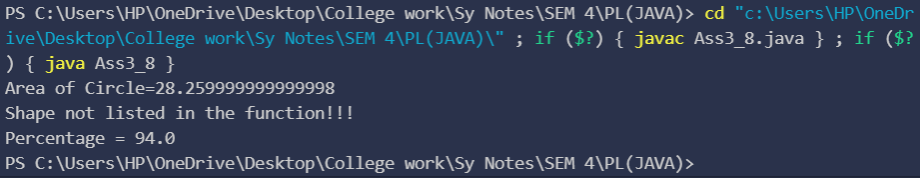 PS C:\Users\HP\OneDrive\Desktop\College work\Sy Notes\SEM 4\PL(JAVA)> cd "c:\Users\HP\OneDr
ive\Desktop\College work\Sy Notes\SEM 4\PL(JAVA)\" ; if ($?) { javac Ass3_8.java } ; if ($?
) { java Ass3_8 }
Area of Circle=28.259999999999998
Shape not listed in the function!!!
Percentage = 94.0
PS C:\Users\HP\OneDrive\Desktop\College work\Sy Notes\SEM 4\PL(JAVA)>